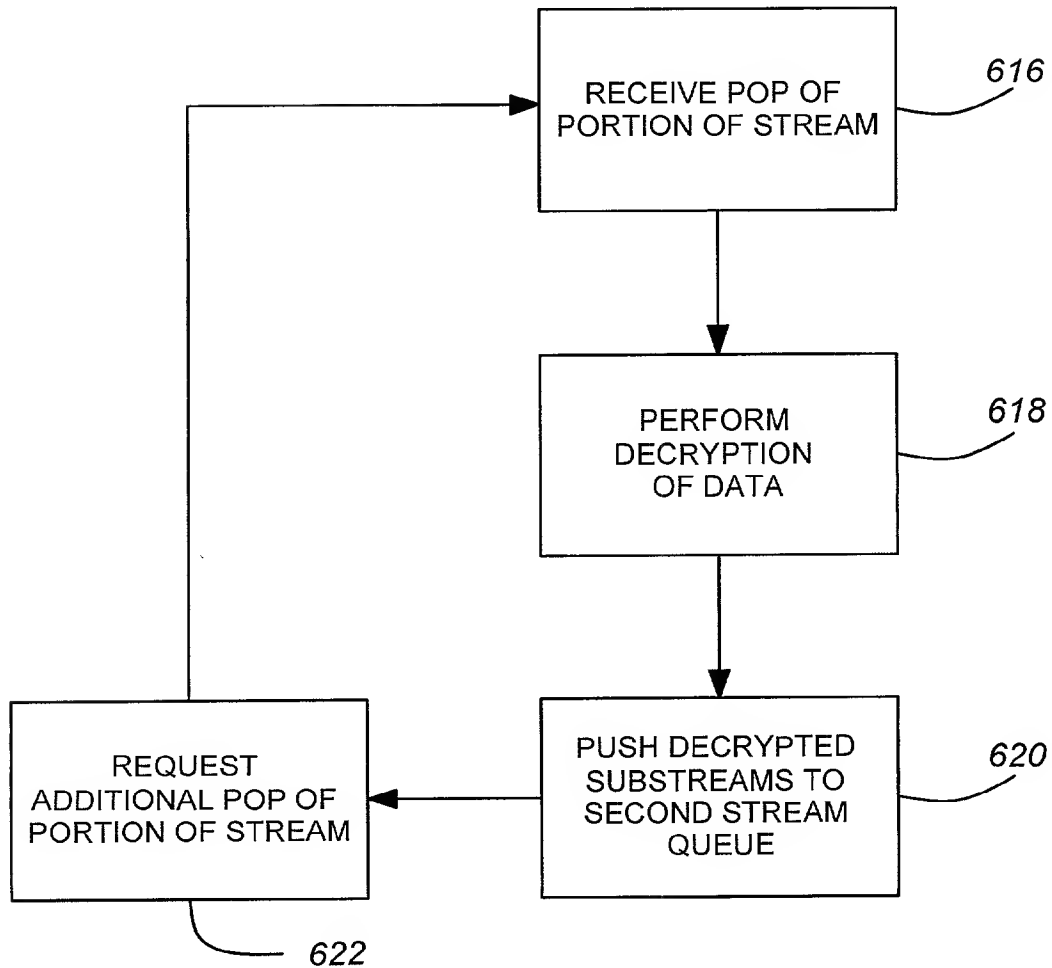 RECEIVE POP OF
PORTION OF STREAM
616
PERFORM
DECRYPTION
OF DATA
618
PUSH DECRYPTED
SUBSTREAMS TO
SECOND STREAM
QUEUE
620
REQUEST
ADDITIONAL POP OF
PORTION OF STREAM
622